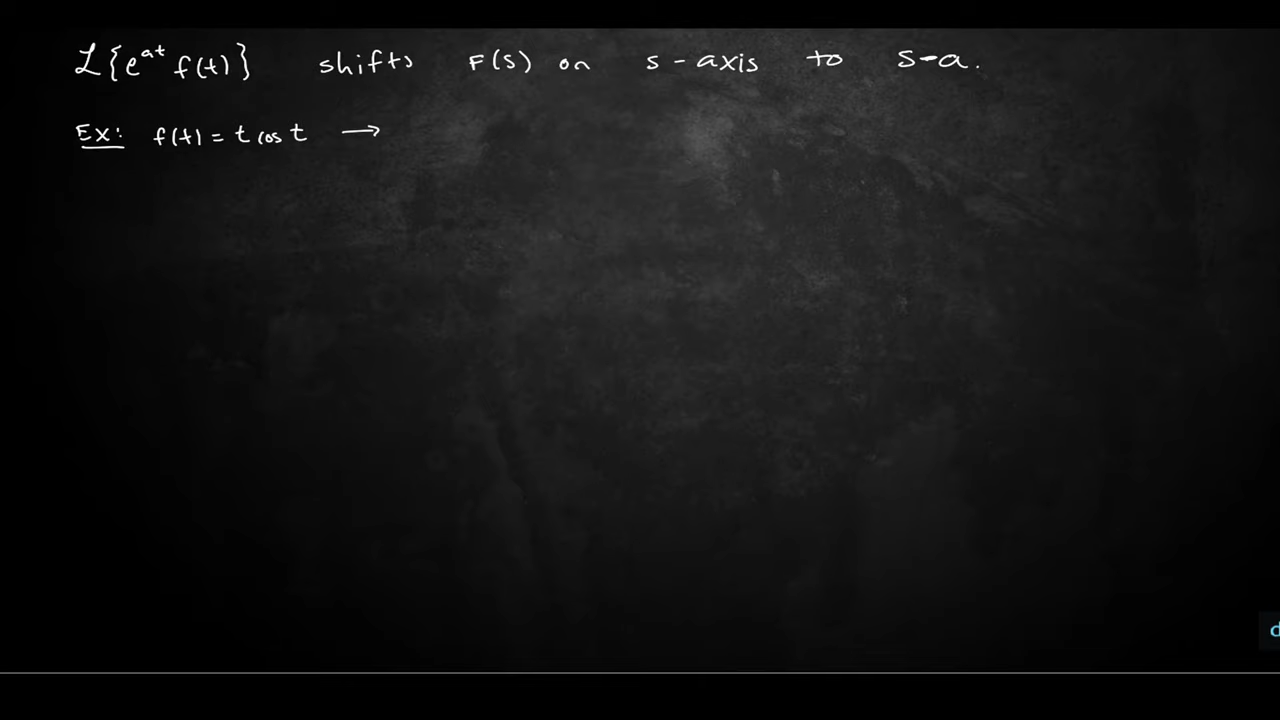 ℒ{e^{at} f(t)} shifts F(s) on s-axis to s-a.
Ex: f(t) = t cos t ⟶